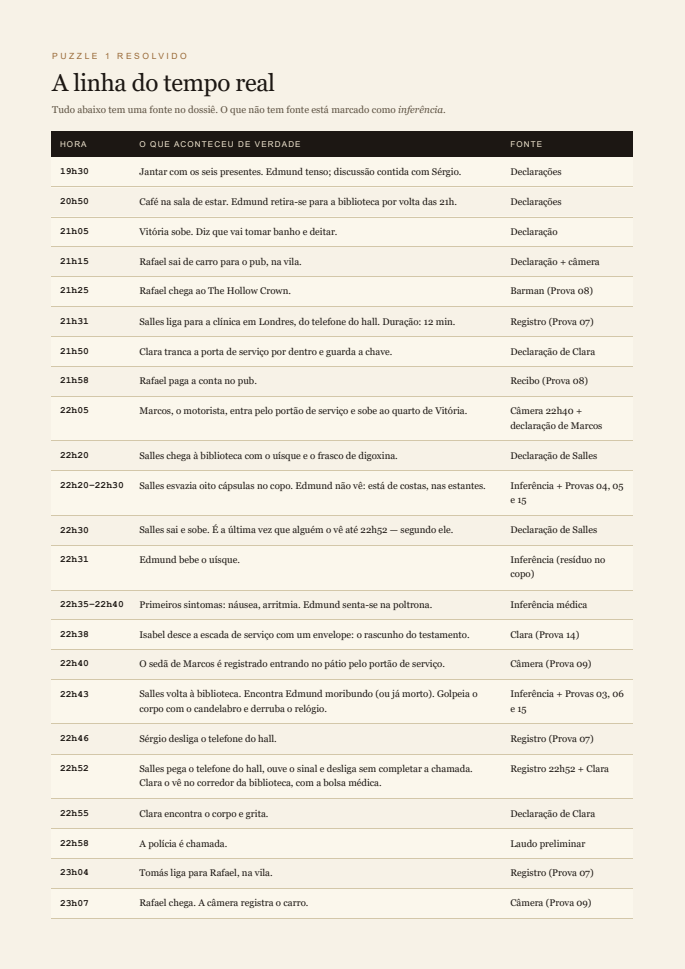 PUZZLE 1 RESOLVIDO
A linha do tempo real
Tudo abaixo tem uma fonte no dossiê. O que não tem fonte está marcado como inferência.
HORA O QUE ACONTECEU DE VERDADE FONTE
19h30 Jantar com os seis presentes. Edmund tenso; discussão contida com Sérgio. Declarações
20h50 Café na sala de estar. Edmund retira-se para a biblioteca por volta das 21h. Declarações
21h05 Vitória sobe. Diz que vai tomar banho e deitar. Declaração
21h15 Rafael sai de carro para o pub, na vila. Declaração + câmera
21h25 Rafael chega ao The Hollow Crown. Barman (Prova 08)
21h31 Salles liga para a clínica em Londres, do telefone do hall. Duração: 12 min. Registro (Prova 07)
21h50 Clara tranca a porta de serviço por dentro e guarda a chave. Declaração de Clara
21h58 Rafael paga a conta no pub. Recibo (Prova 08)
22h05 Marcos, o motorista, entra pelo portão de serviço e sobe ao quarto de Vitória. Câmera 22h40 +
declaração de Marcos
22h20 Salles chega à biblioteca com o uísque e o frasco de digoxina. Declaração de Salles
22h20–22h30 Salles esvazia oito cápsulas no copo. Edmund não vê: está de costas, nas estantes. Inferência + Provas 04, 05
e 15
22h30 Salles sai e sobe. É a última vez que alguém o vê até 22h52 — segundo ele. Declaração de Salles
22h31 Edmund bebe o uísque. Inferência (resíduo no
copo)
22h35–22h40 Primeiros sintomas: náusea, arritmia. Edmund senta-se na poltrona. Inferência médica
22h38 Isabel desce a escada de serviço com um envelope: o rascunho do testamento. Clara (Prova 14)
22h40 O sedã de Marcos é registrado entrando no pátio pelo portão de serviço. Câmera (Prova 09)
22h43 Salles volta à biblioteca. Encontra Edmund moribundo (ou já morto). Golpeia o Inferência + Provas 03, 06
corpo com o candelabro e derruba o relógio. e 15
22h46 Sérgio desliga o telefone do hall. Registro (Prova 07)
22h52 Salles pega o telefone do hall, ouve o sinal e desliga sem completar a chamada. Registro 22h52 + Clara
Clara o vê no corredor da biblioteca, com a bolsa médica.
22h55 Clara encontra o corpo e grita. Declaração de Clara
22h58 A polícia é chamada. Laudo preliminar
23h04 Tomás liga para Rafael, na vila. Registro (Prova 07)
23h07 Rafael chega. A câmera registra o carro. Câmera (Prova 09)